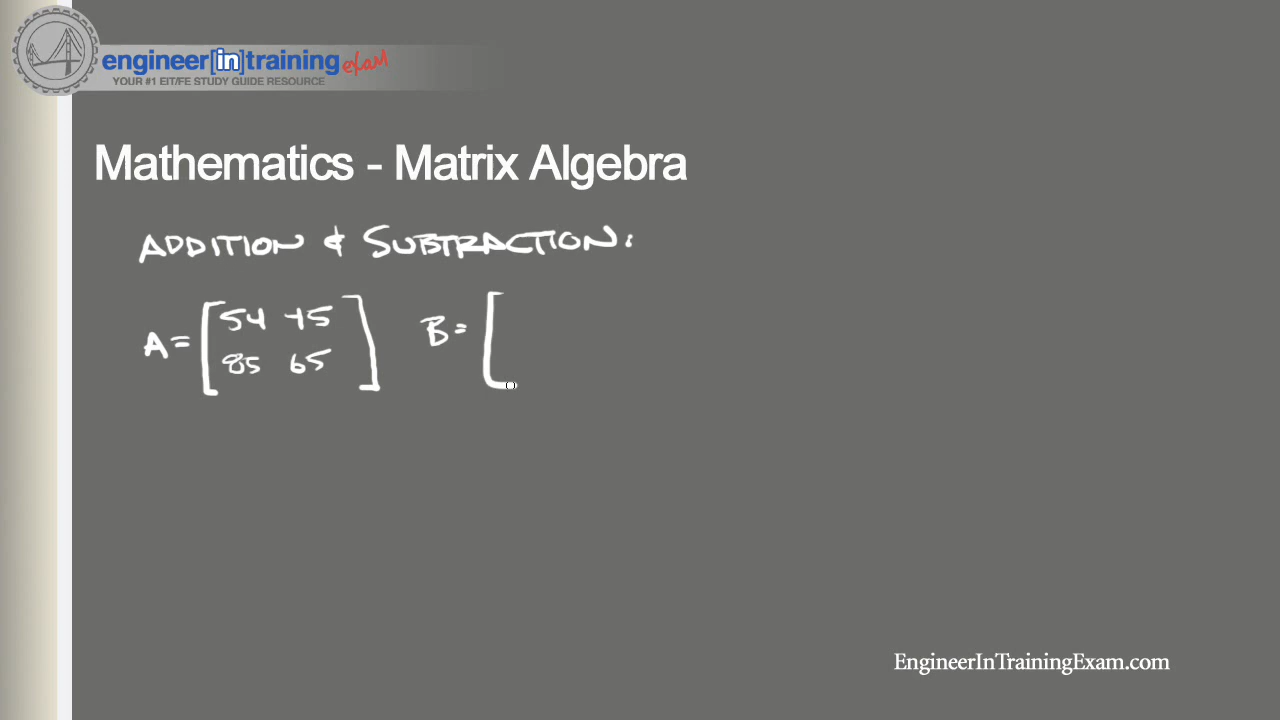 engineer[in]training exam
YOUR #1 EIT/FE STUDY GUIDE RESOURCE
Mathematics - Matrix Algebra
ADDITION & SUBTRACTION:
A = [ 54 
85 65 ] B = [
EngineerInTrainingExam.com